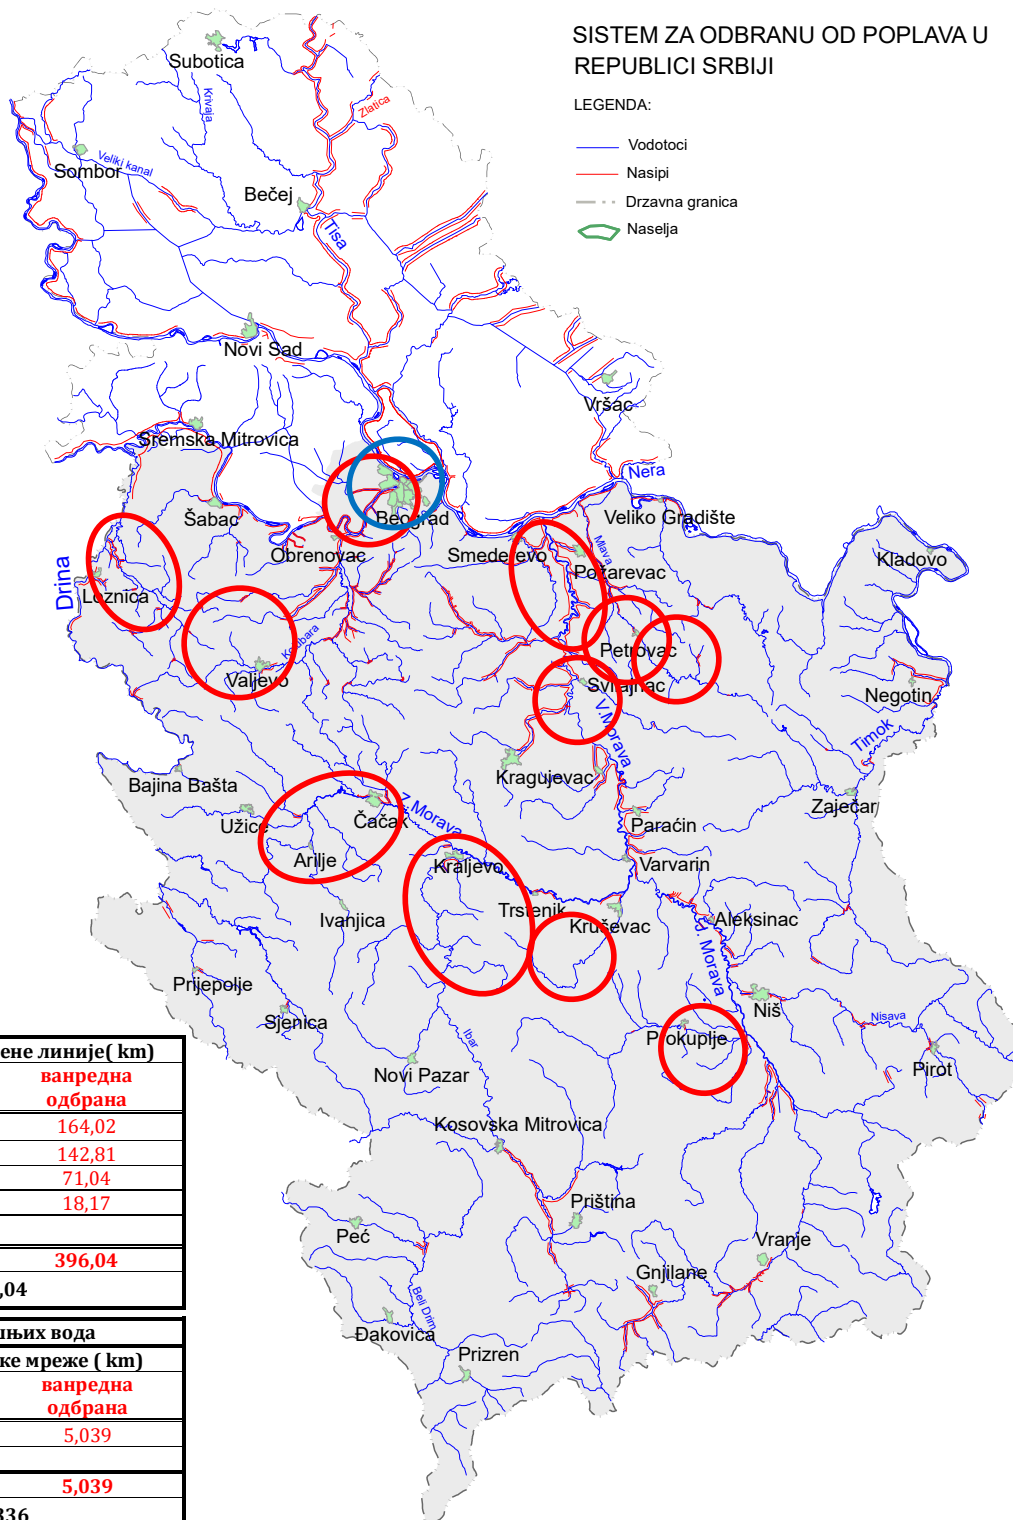 SISTEM ZA ODBRANU OD POPLAVA U
REPUBLICI SRBIJI
LEGENDA:
Vodotoci
Nasipi
Drzavna granica
Naselja
Subotica
Krivaja
Zlatica
Sombor
Veliki kanal
Bečej
Tisa
Novi Sad
Vršac
Sremska Mitrovica
Nera
Šabac
Beograd
Veliko Gradište
Obrenovac
Smederevo
Mlava
Požarevac
Kladovo
Drina
Loznica
Kolubara
Petrovac
Valjevo
Svilajnac
Negotin
V.Morava
Timok
Kragujevac
Bajina Bašta
Užice
Čačak
Z.Morava
Zaječar
Paraćin
Arilje
Kraljevo
Varvarin
Ivanjica
Trstenik
Kruševac
Aleksinac
J. Morava
Prijepolje
Sjenica
Niš
Nisava
Prokuplje
Pirot
Ibar
Novi Pazar
Kosovska Mitrovica
Priština
Peć
Vranje
Gnjilane
Beli Drim
Đakovica
Prizren
ене линије( km)
ванредна
одбрана
164,02
142,81
71,04
18,17
396,04
,04
њих вода
ке мреже ( km)
ванредна
одбрана
5,039
5,039
336